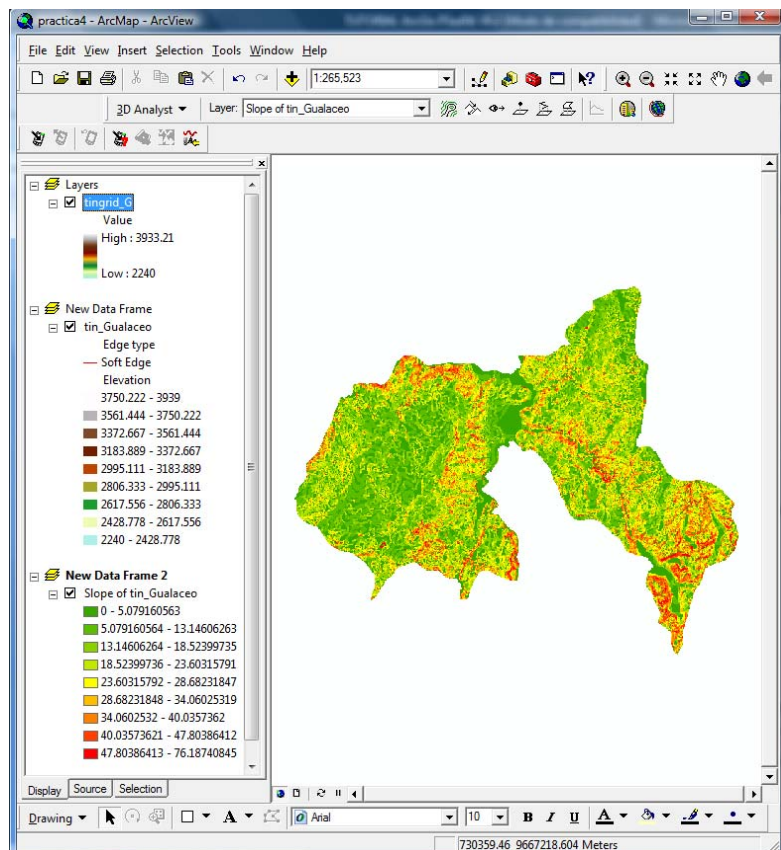 practica4 - ArcMap - ArcView
File Edit View Insert Selection Tools Window Help
1:265,523
3D Analyst Layer: Slope of tin_Gualaceo
Layers
tingrid_G
Value
High : 3933.21
Low : 2240
New Data Frame
tin_Gualaceo
Edge type
Soft Edge
Elevation
3750.222 - 3939
3561.444 - 3750.222
3372.667 - 3561.444
3183.889 - 3372.667
2995.111 - 3183.889
2806.333 - 2995.111
2617.556 - 2806.333
2428.778 - 2617.556
2240 - 2428.778
New Data Frame 2
Slope of tin_Gualaceo
0 - 5.079160563
5.079160564 - 13.14606263
13.14606264 - 18.52399735
18.52399736 - 23.60315791
23.60315792 - 28.68231847
28.68231848 - 34.06025319
34.0602532 - 40.0357362
40.03573621 - 47.80386412
47.80386413 - 76.18740845
Display Source Selection
Drawing A Arial 10 B I U A
730359.46 9667218.604 Meters